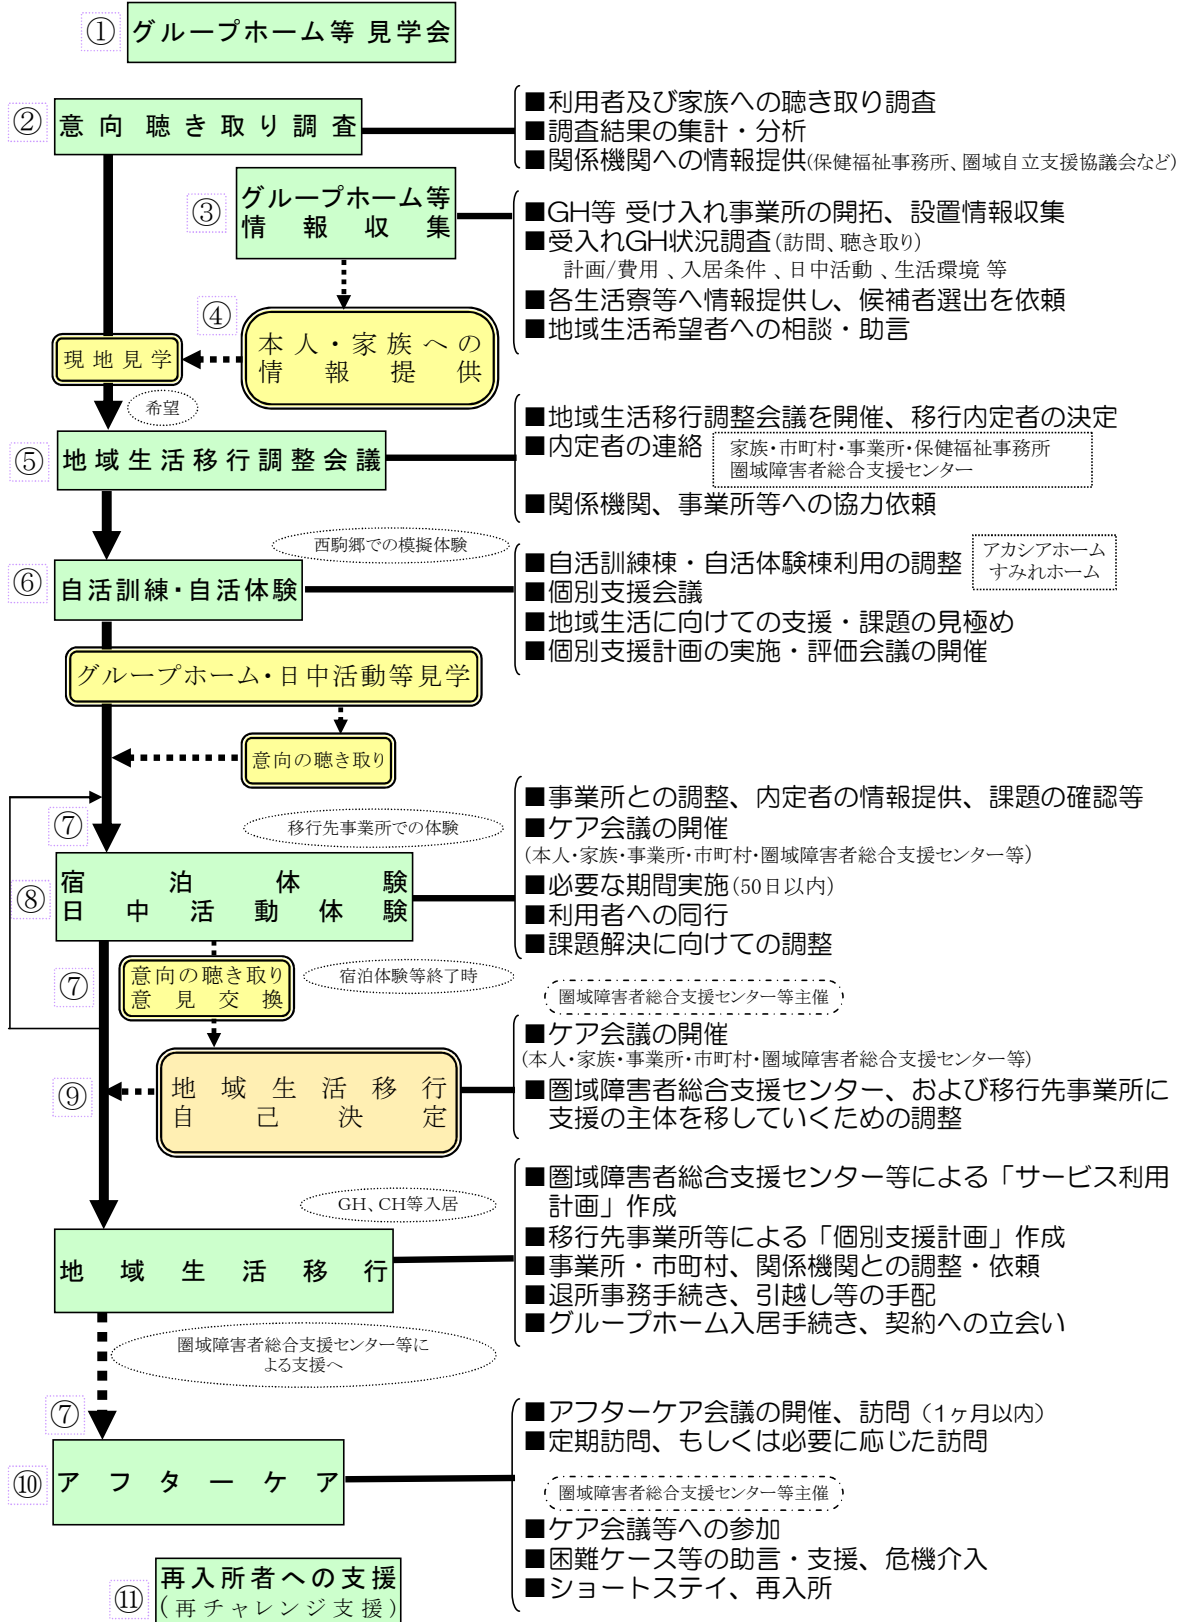 ① グループホーム等 見学会
② 意向聴き取り調査
■利用者及び家族への聴き取り調査
■調査結果の集計・分析
■関係機関への情報提供(保健福祉事務所、圏域自立支援協議会など)
③ グループホーム等
情報収集
■GH等 受け入れ事業所の開拓、設置情報収集
■受入れGH状況調査(訪問、聴き取り)
計画/費用 、入居条件 、日中活動 、生活環境 等
■各生活寮等へ情報提供し、候補者選出を依頼
■地域生活希望者への相談・助言
④ 本人・家族への
情報提供
現地見学
希望
⑤ 地域生活移行調整会議
■地域生活移行調整会議を開催、移行内定者の決定
■内定者の連絡
家族・市町村・事業所・保健福祉事務所
圏域障害者総合支援センター
■関係機関、事業所等への協力依頼
西駒郷での模擬体験
⑥ 自活訓練・自活体験
■自活訓練棟・自活体験棟利用の調整
アカシアホーム
すみれホーム
■個別支援会議
■地域生活に向けての支援・課題の見極め
■個別支援計画の実施・評価会議の開催
グループホーム・日中活動等見学
意向の聴き取り
⑦
移行先事業所での体験
■事業所との調整、内定者の情報提供、課題の確認等
■ケア会議の開催
(本人・家族・事業所・市町村・圏域障害者総合支援センター等)
■必要な期間実施(50日以内)
■利用者への同行
■課題解決に向けての調整
⑧ 宿泊体験
日中活動体験
⑦
意向の聴き取り
意見交換
宿泊体験等終了時
圏域障害者総合支援センター等主催
■ケア会議の開催
(本人・家族・事業所・市町村・圏域障害者総合支援センター等)
■圏域障害者総合支援センター、および移行先事業所に
支援の主体を移していくための調整
⑨ 地域生活移行
自己決定
GH、CH等入居
地域生活移行
■圏域障害者総合支援センター等による「サービス利用
計画」作成
■移行先事業所等による「個別支援計画」作成
■事業所・市町村、関係機関との調整・依頼
■退所事務手続き、引越し等の手配
■グループホーム入居手続き、契約への立会い
圏域障害者総合支援センター等に
よる支援へ
⑦
⑩ アフターケア
■アフターケア会議の開催、訪問（1ヶ月以内）
■定期訪問、もしくは必要に応じた訪問
圏域障害者総合支援センター等主催
■ケア会議等への参加
■困難ケース等の助言・支援、危機介入
■ショートステイ、再入所
⑪ 再入所者への支援
(再チャレンジ支援)